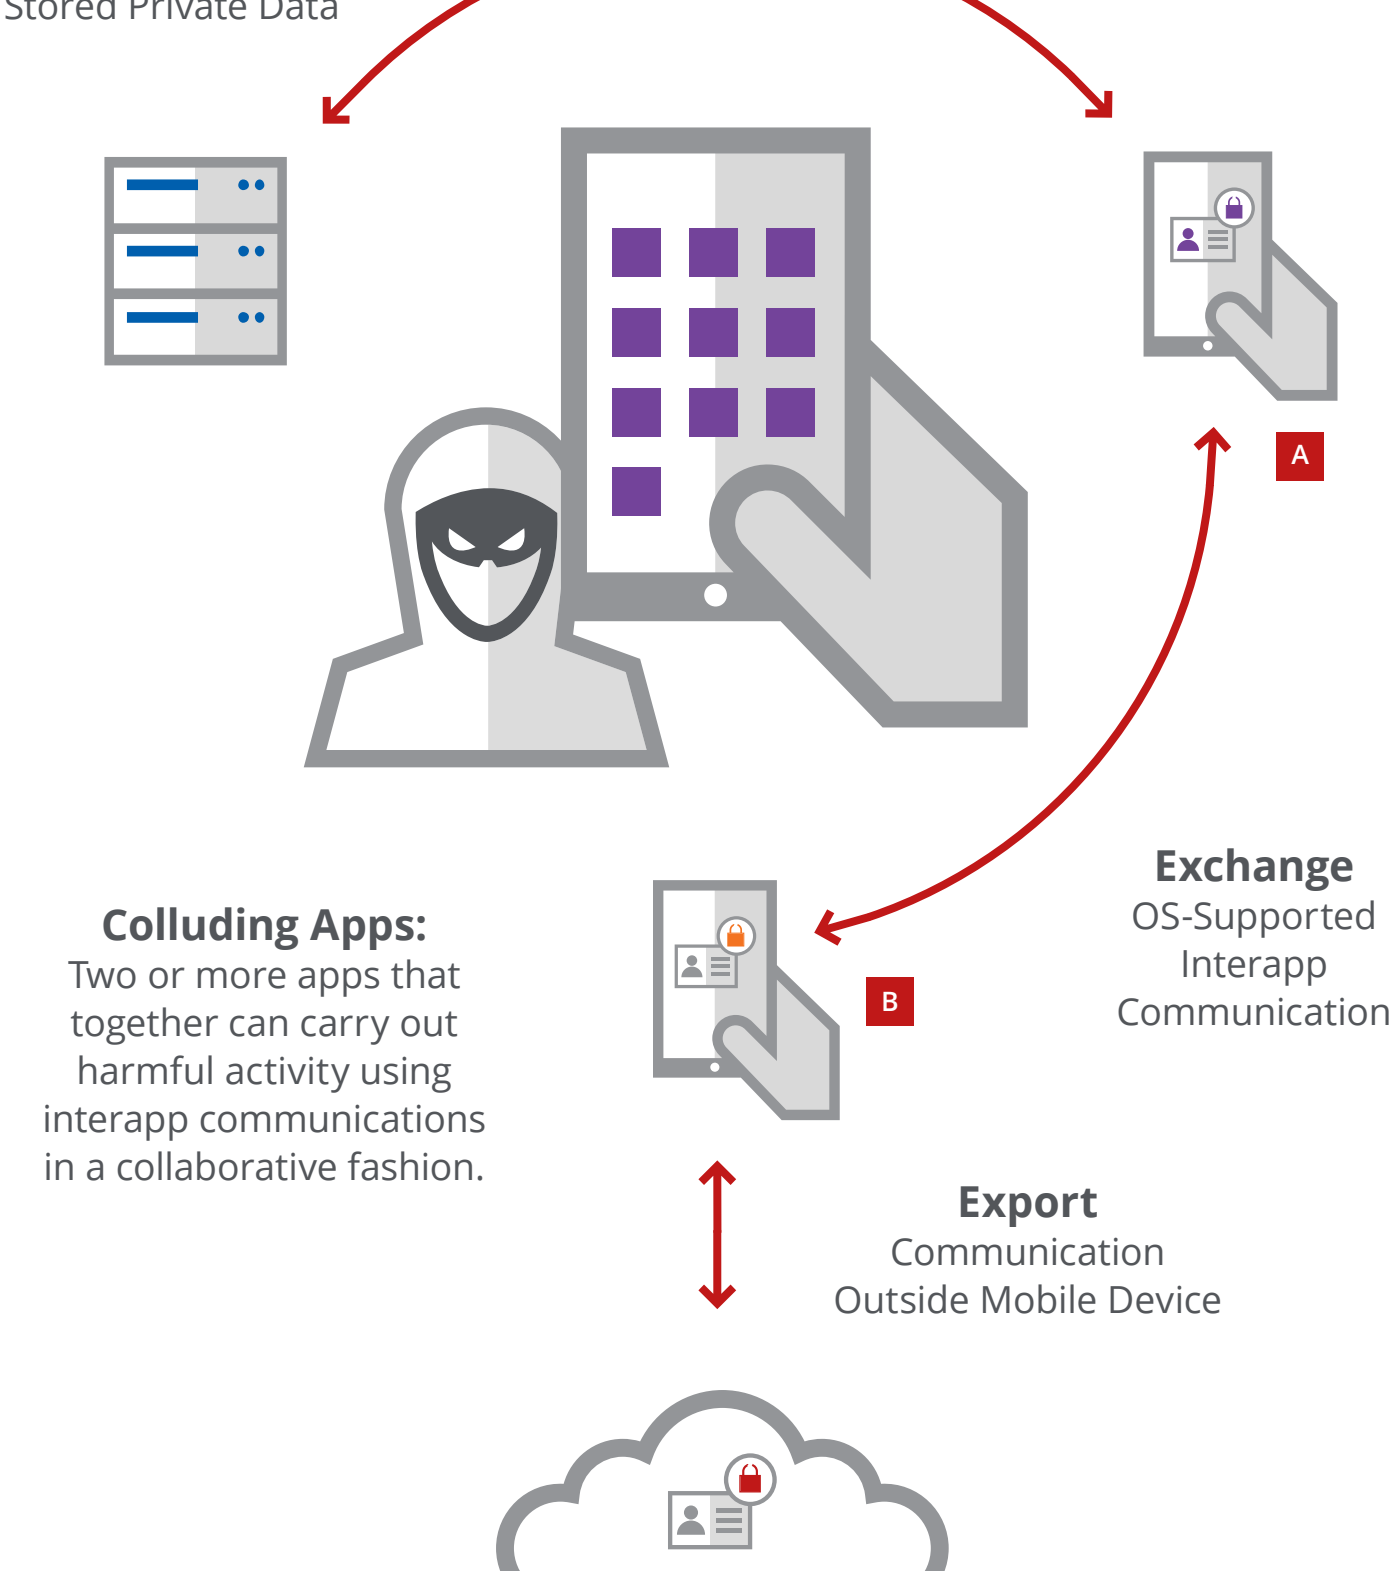 Stored Private Data
A
Exchange
OS-Supported
Interapp
Communication
Colluding Apps:
Two or more apps that
together can carry out
harmful activity using
interapp communications
in a collaborative fashion.
B
Export
Communication
Outside Mobile Device